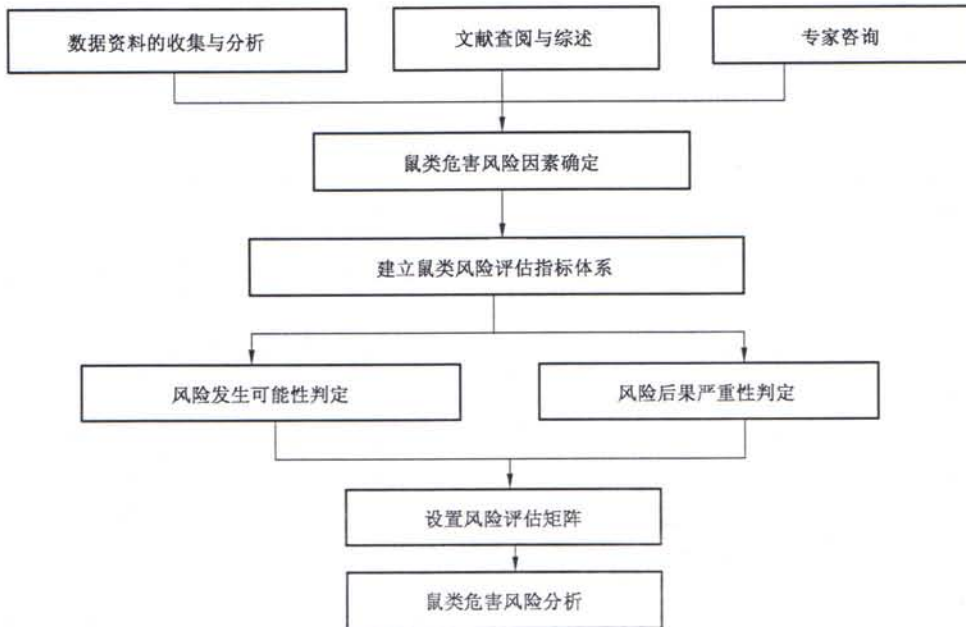 数据资料的收集与分析
文献查阅与综述
专家咨询
鼠类危害风险因素确定
建立鼠类风险评估指标体系
风险发生可能性判定
风险后果严重性判定
设置风险评估矩阵
鼠类危害风险分析